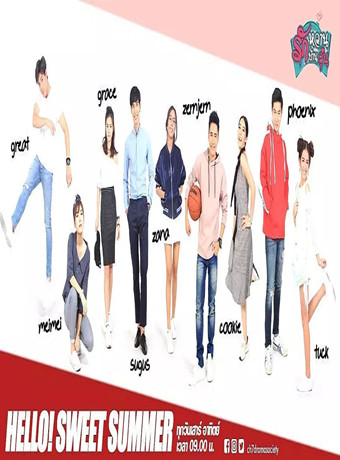 great
grace
zemjem
phoenix
meimei
sugus
zara
cookie
tuck
HELLO! SWEET SUMMER
ทุกวันเสาร์ อาทิตย์
เวลา 09.00 น.
ch7dramasociety